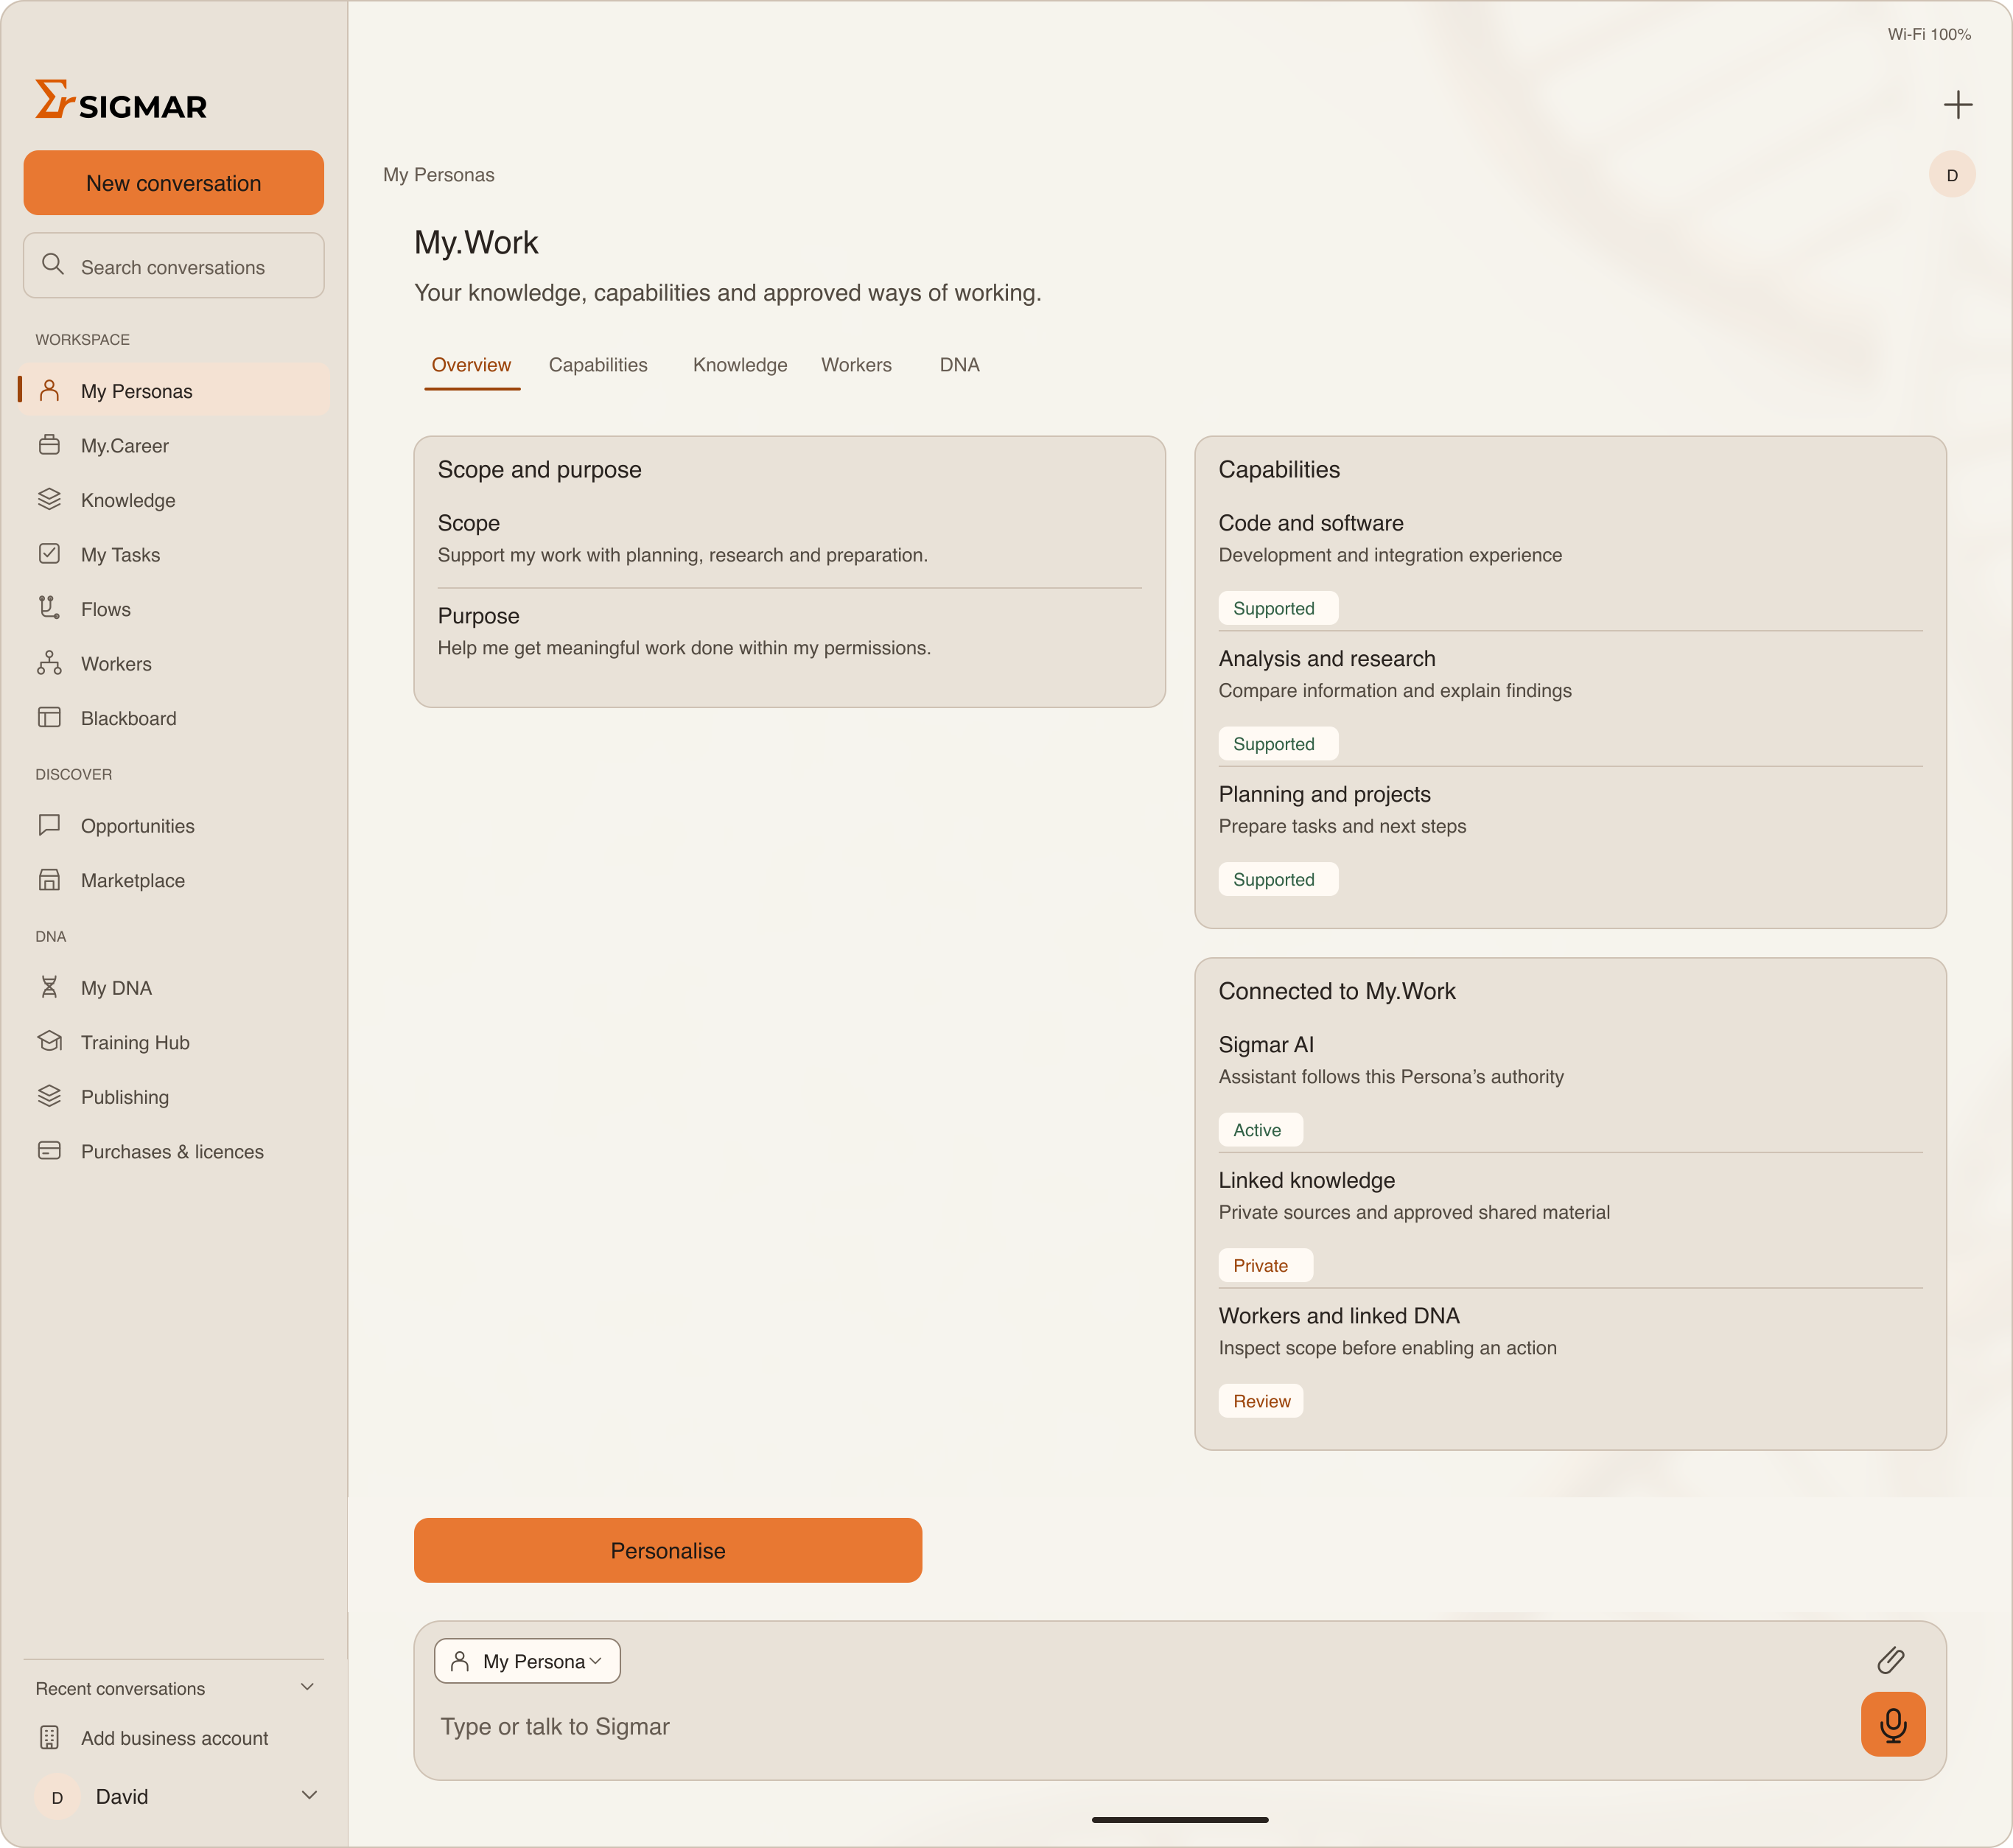 Wi-Fi 100%
Σr SIGMAR
New conversation
Search conversations
WORKSPACE
My Personas
My.Career
Knowledge
My Tasks
Flows
Workers
Blackboard
DISCOVER
Opportunities
Marketplace
DNA
My DNA
Training Hub
Publishing
Purchases & licences
Recent conversations
Add business account
D
David
My Personas
D
My.Work
Your knowledge, capabilities and approved ways of working.
Overview Capabilities Knowledge Workers DNA
Scope and purpose
Scope
Support my work with planning, research and preparation.
Purpose
Help me get meaningful work done within my permissions.
Capabilities
Code and software
Development and integration experience
Supported
Analysis and research
Compare information and explain findings
Supported
Planning and projects
Prepare tasks and next steps
Supported
Connected to My.Work
Sigmar AI
Assistant follows this Persona’s authority
Active
Linked knowledge
Private sources and approved shared material
Private
Workers and linked DNA
Inspect scope before enabling an action
Review
Personalise
My Persona
Type or talk to Sigmar